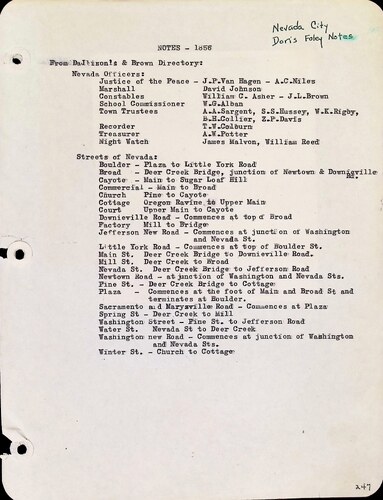 Nevada City
Doris Foley Notes
NOTES - 1856
From Dallison's & Brown Directory:
Nevada Officers:
Justice of the Peace - J.P.Van Hagen - A.C.Niles
Marshall David Johnson
Constables William C. Asher - J.L.Brown
School Commissioner W.G.Alban
Town Trustees A.A.Sargent, S.S.Hussey, W.K.Rigby,
B.H.Collier, Z.P.Davis
Recorder T.W.Colburn
Treasurer A.W.Potter
Night Watch James Malvon, William Reed
Streets of Nevada:
Boulder - Plaza to Little York Road
Broad - Deer Creek Bridge, junction of Newtown & Downieville
Cayote - Main to Sugar Loaf Hill
Commercial - Main to Broad
Church Pine to Cayote
Cottage Oregon Ravine to Upper Main
Court Upper Main to Cayote
Downieville Road - Commences at top of Broad
Factory Mill to Bridge
Jefferson New Road - Commences at junction of Washington
and Nevada St.
Little York Road - Commences at top of Boulder St.
Main St. Deer Creek Bridge to Downieville Road.
Mill St. Deer Creek to Broad
Nevada St. Deer Creek Bridge to Jefferson Road
Newtown Road - at junction of Washington and Nevada Sts.
Pine St. - Deer Creek Bridge to Cottage
Plaza - Commences at the foot of Main and Broad St and
terminates at Boulder.
Sacramento and Marysville Road - Commences at Plaza
Spring St - Deer Creek to Mill
Washington Street - Pine St. to Jefferson Road
Water St. Nevada St to Deer Creek
Washington new Road - Commences at junction of Washington
and Nevada Sts.
Winter St. - Church to Cottage
247